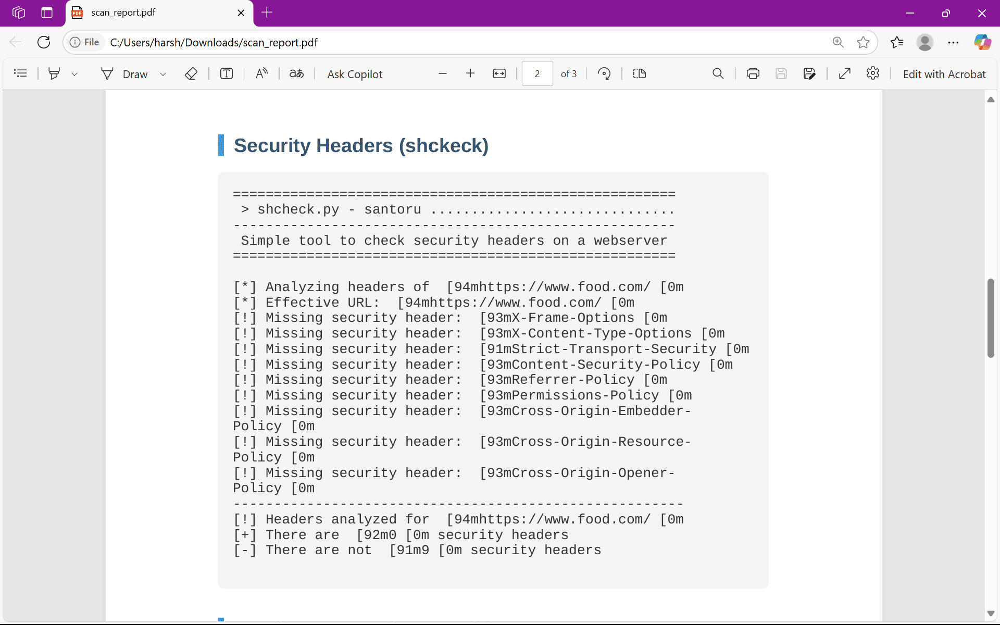 scan_report.pdf
File C:/Users/harsh/Downloads/scan_report.pdf
Draw Ask Copilot 2 of 3 Edit with Acrobat
Security Headers (shckeck)
======================================================
> shcheck.py - santoru ..............................
------------------------------------------------------
Simple tool to check security headers on a webserver
======================================================
[*] Analyzing headers of  [94mhttps://www.food.com/ [0m
[*] Effective URL:  [94mhttps://www.food.com/ [0m
[!] Missing security header:  [93mX-Frame-Options [0m
[!] Missing security header:  [93mX-Content-Type-Options [0m
[!] Missing security header:  [91mStrict-Transport-Security [0m
[!] Missing security header:  [93mContent-Security-Policy [0m
[!] Missing security header:  [93mReferrer-Policy [0m
[!] Missing security header:  [93mPermissions-Policy [0m
[!] Missing security header:  [93mCross-Origin-Embedder-
Policy [0m
[!] Missing security header:  [93mCross-Origin-Resource-
Policy [0m
[!] Missing security header:  [93mCross-Origin-Opener-
Policy [0m
-------------------------------------------------------
[!] Headers analyzed for  [94mhttps://www.food.com/ [0m
[+] There are  [92m0 [0m security headers
[-] There are not  [91m9 [0m security headers